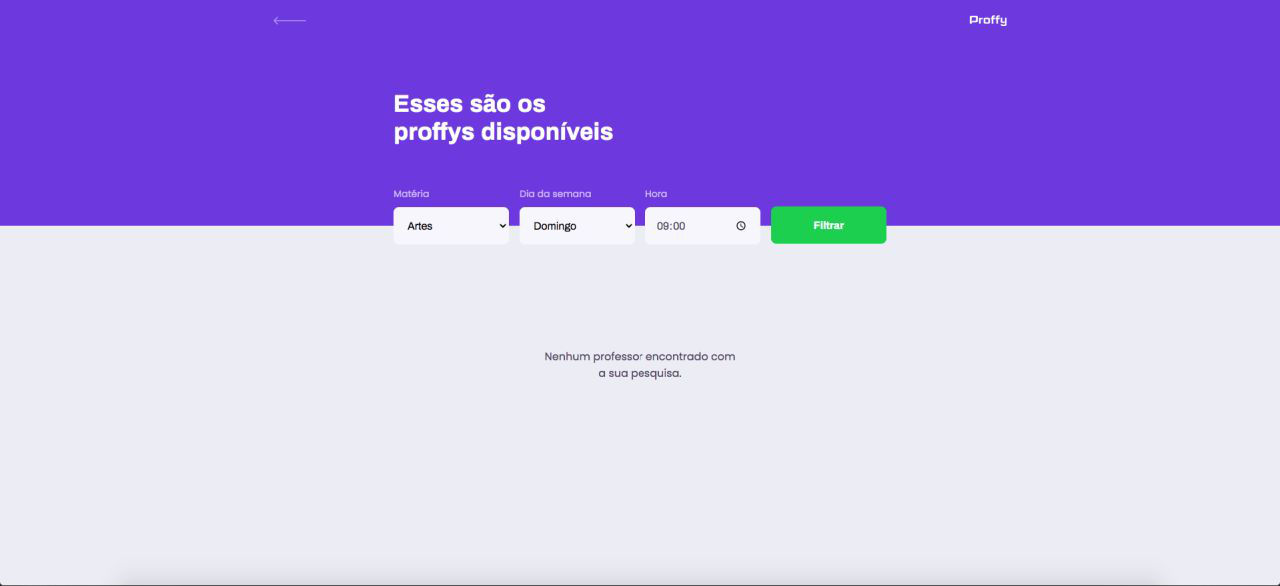 Proffy
Esses são os
proffys disponíveis
Matéria
Dia da semana
Hora
Artes
Domingo
09:00
Filtrar
Nenhum professor encontrado com
a sua pesquisa.